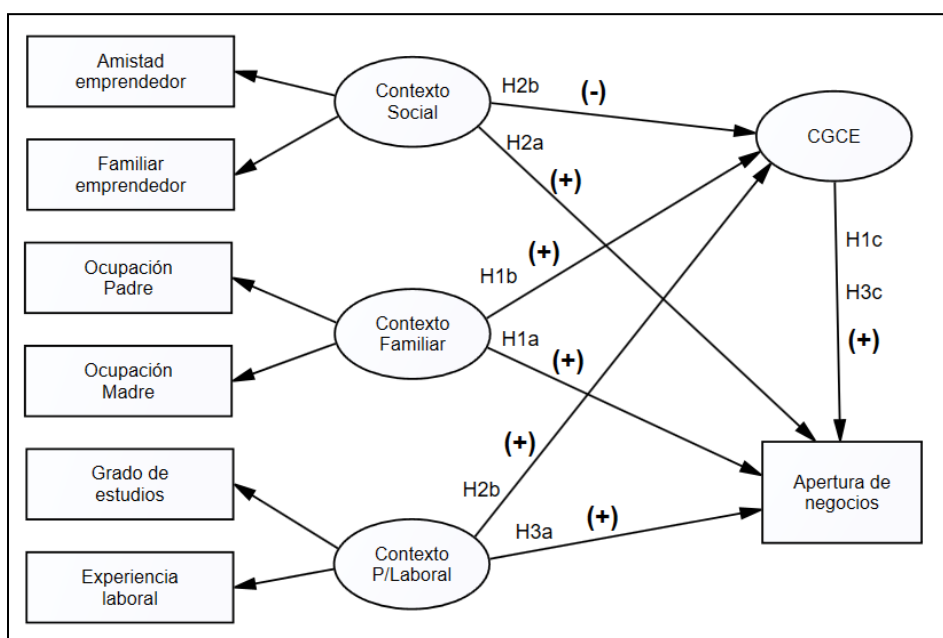 Amistad
emprendedor
Familiar
emprendedor
Ocupación
Padre
Ocupación
Madre
Grado de
estudios
Experiencia
laboral
Contexto
Social
Contexto
Familiar
Contexto
P/Laboral
H2b
(-)
H2a
(+)
H1b
(+)
H1a
(+)
H2b
(+)
H3a
(+)
CGCE
H1c
H3c
(+)
Apertura de
negocios